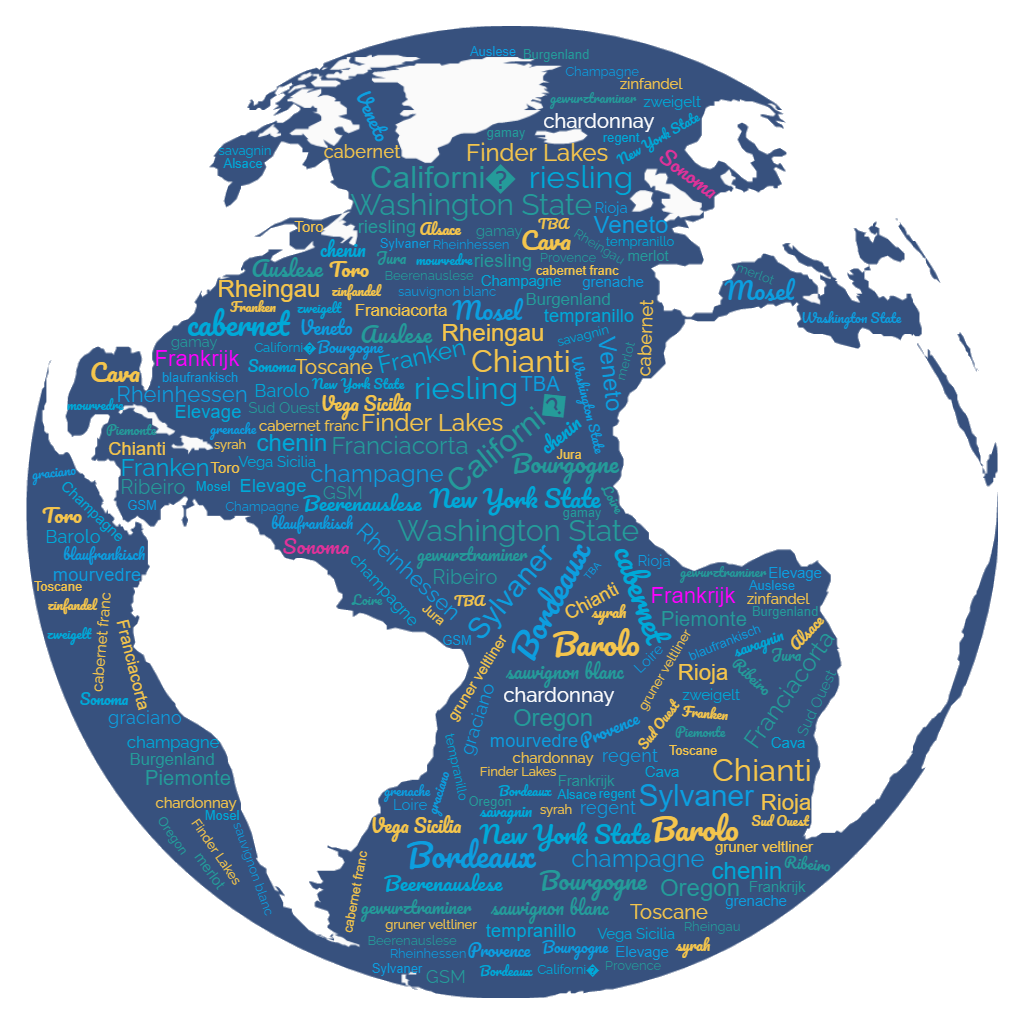 Auslese
Burgenland
Champagne
zinfandel
gewurztraminer
zweigelt
Veneto
chardonnay
New York State
gamay
regent
savagnin
Alsace
cabernet
Finder Lakes
Sonoma
Californi�
riesling
Washington State
Rioja
Toro
riesling
Alsace
gamay
TBA
Veneto
chenin
Sylvaner
Rheinhessen
Cava
Rheingau
tempranillo
Auslese
Toro
Jura
mourvedre
riesling
Provence
merlot
Beerenauslese
cabernet franc
merlot
Rheingau
zinfandel
sauvignon blanc
Champagne
grenache
Mosel
Franken
zweigelt
Franciacorta
Mosel
Burgenland
cabernet
Veneto
tempranillo
Washington State
cabernet
gamay
Californi�
Bourgogne
Auslese
Rheingau
savagnin
Veneto
merlot
Frankrijk
Sonoma
Toscane
Franken
Chianti
Cava
blaufrankisch
New York State
riesling
TBA
Washington State
Rheinhessen
Barolo
mourvedre
Elevage
Sud Ouest
Vega Sicilia
Californi�
Piemonte
grenache
cabernet franc
Finder Lakes
chenin
Chianti
syrah
chenin
Franciacorta
Jura
graciano
Franken
Toro
Vega Sicilia
champagne
Bourgogne
Champagne
Ribeiro
Mosel
Elevage
GSM
Loire
GSM
Champagne
Beerenauslese
New York State
Toro
gamay
Barolo
blaufrankisch
Rheinhessen
Washington State
blaufrankisch
Sonoma
gewurztraminer
Sylvaner
Bordeaux
cabernet
Rioja
mourvedre
champagne
Ribeiro
TBA
gewurztraminer
Elevage
Toscane
Auslese
zinfandel
Loire
TBA
Chianti
Frankrijk
zinfandel
cabernet franc
Jura
syrah
Piemonte
Burgenland
zweigelt
Franciacorta
GSM
Barolo
blaufrankisch
savagnin
Alsace
gruner veltliner
sauvignon blanc
Loire
gruner veltliner
Jura
Franciacorta
Sonoma
chardonnay
Rioja
Ribeiro
Sud Ouest
graciano
graciano
Oregon
zweigelt
Sud Ouest
Franken
champagne
tempranillo
mourvedre
Provence
Piemonte
Cava
Burgenland
chardonnay
regent
Toscane
Piemonte
Finder Lakes
Cava
Chianti
Frankrijk
grenache
graciano
Bordeaux
Alsace
regent
Sylvaner
chardonnay
Loire
Oregon
savagnin
syrah
regent
Rioja
Mosel
Oregon
Finder Lakes
sauvignon blanc
Vega Sicilia
New York State
Barolo
Sud Ouest
merlot
cabernet franc
Bordeaux
champagne
gruner veltliner
Beerenauslese
Bourgogne
chenin
Ribeiro
Oregon
Frankrijk
gewurztraminer
sauvignon blanc
Toscane
grenache
gruner veltliner
tempranillo
Vega Sicilia
Rheingau
Beerenauslese
Rheinhessen
Provence
Bourgogne
Elevage
syrah
Sylvaner
GSM
Bordeaux
Californi�
Provence